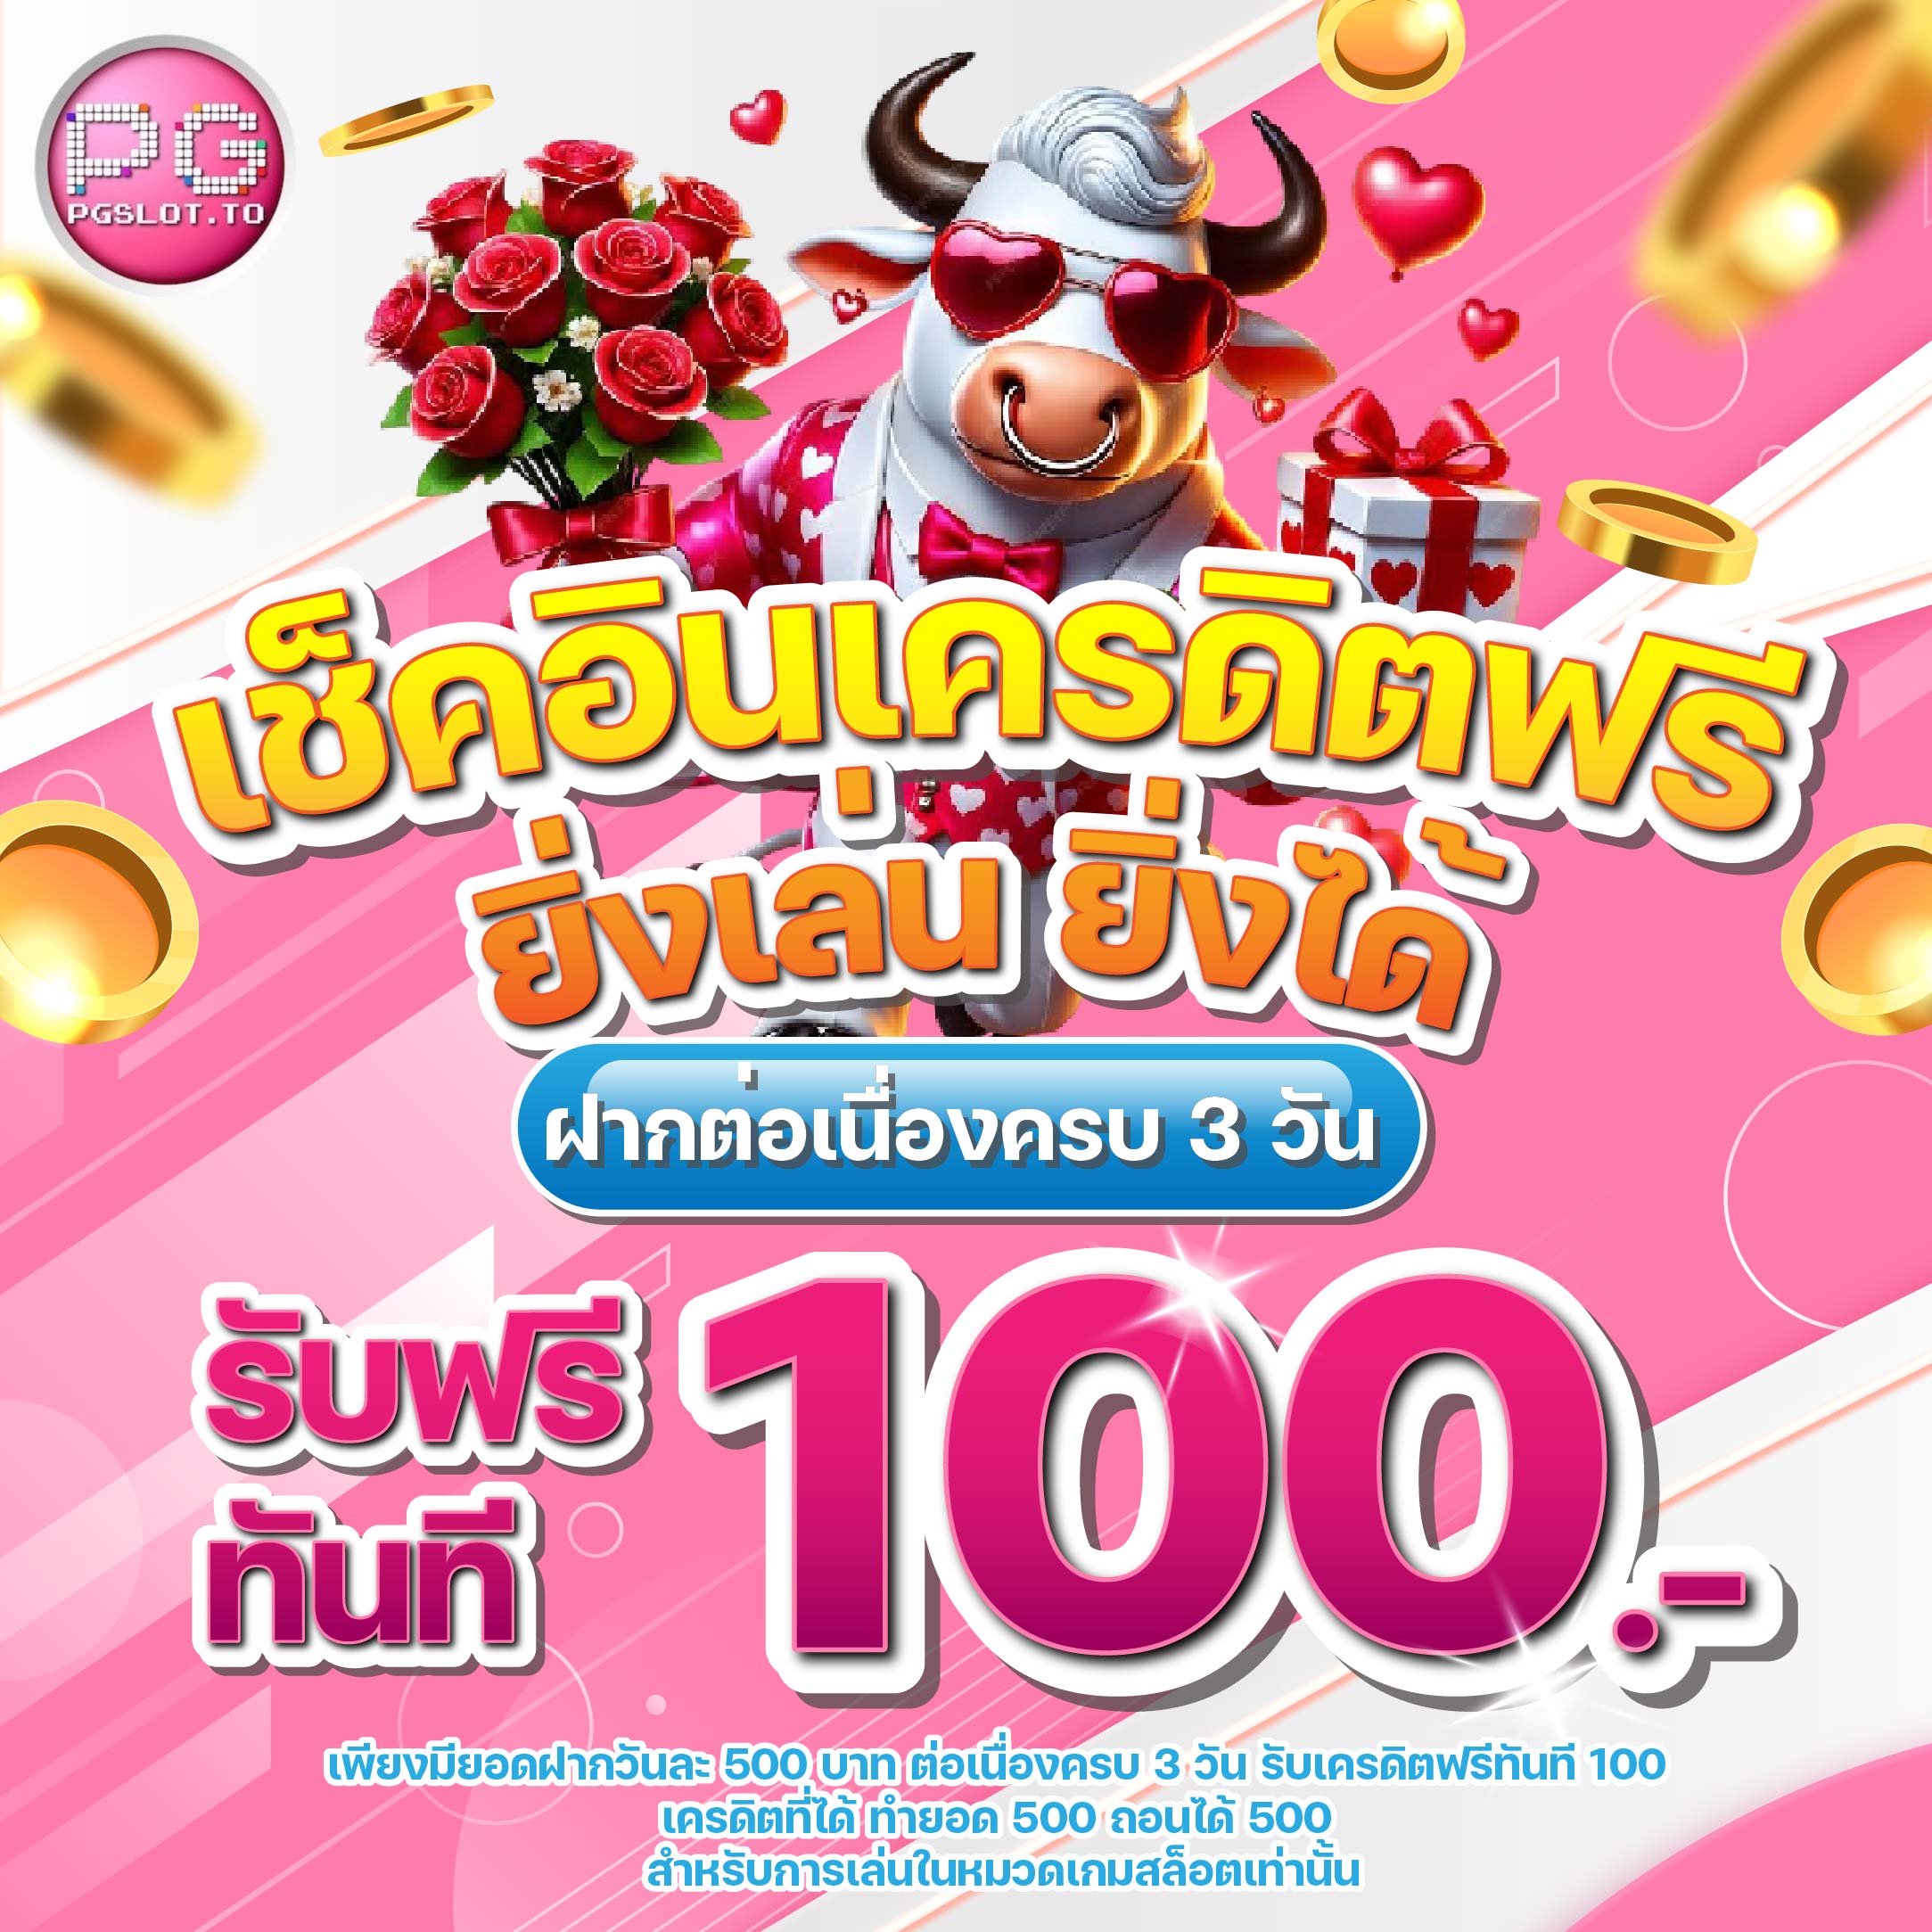 PG
PGSLOT.TO
เช็คอินเครดิตฟรี
ยิ่งเล่น ยิ่งได้
ฝากต่อเนื่องครบ 3 วัน
รับฟรี
ทันที
100.-
เพียงมียอดฝากวันละ 500 บาท ต่อเนื่องครบ 3 วัน รับเครดิตฟรีทันที 100
เครดิตที่ได้ ทำยอด 500 ถอนได้ 500
สำหรับการเล่นในหมวดเกมสล็อตเท่านั้น